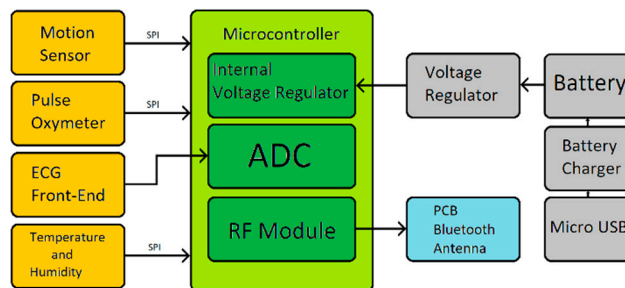 Motion
Sensor
SPI
Pulse
Oxymeter
SPI
ECG
Front-End
Temperature
and
Humidity
SPI
Microcontroller
Internal
Voltage Regulator
ADC
RF Module
Voltage
Regulator
Battery
Battery
Charger
Micro USB
PCB
Bluetooth
Antenna